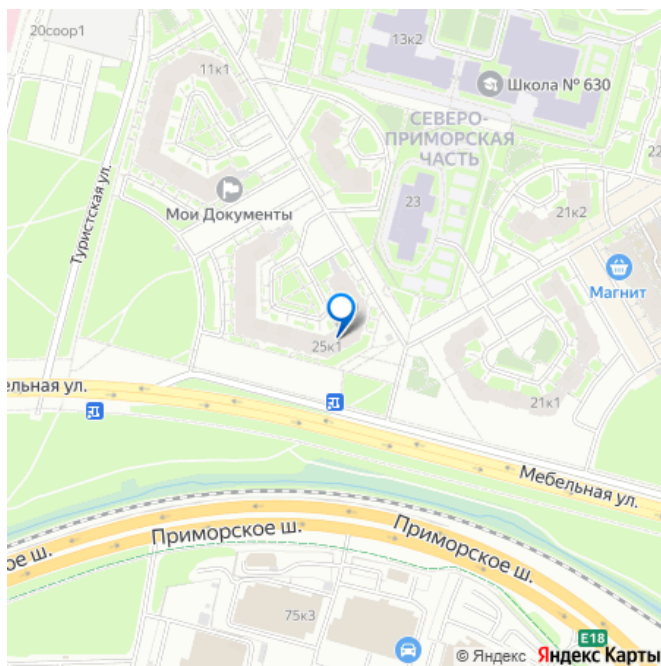 20соор1
13к2
11к1
Школа № 630
СЕВЕРО-
ПРИМОРСКАЯ
ЧАСТЬ
22
Туристская ул.
Мои Документы
23
21к2
Магнит
25к1
ельная ул.
21к1
Мебельная ул.
ое ш.
Приморское ш.
Приморское ш.
75к3
E18
© Яндекс Яндекс Карты